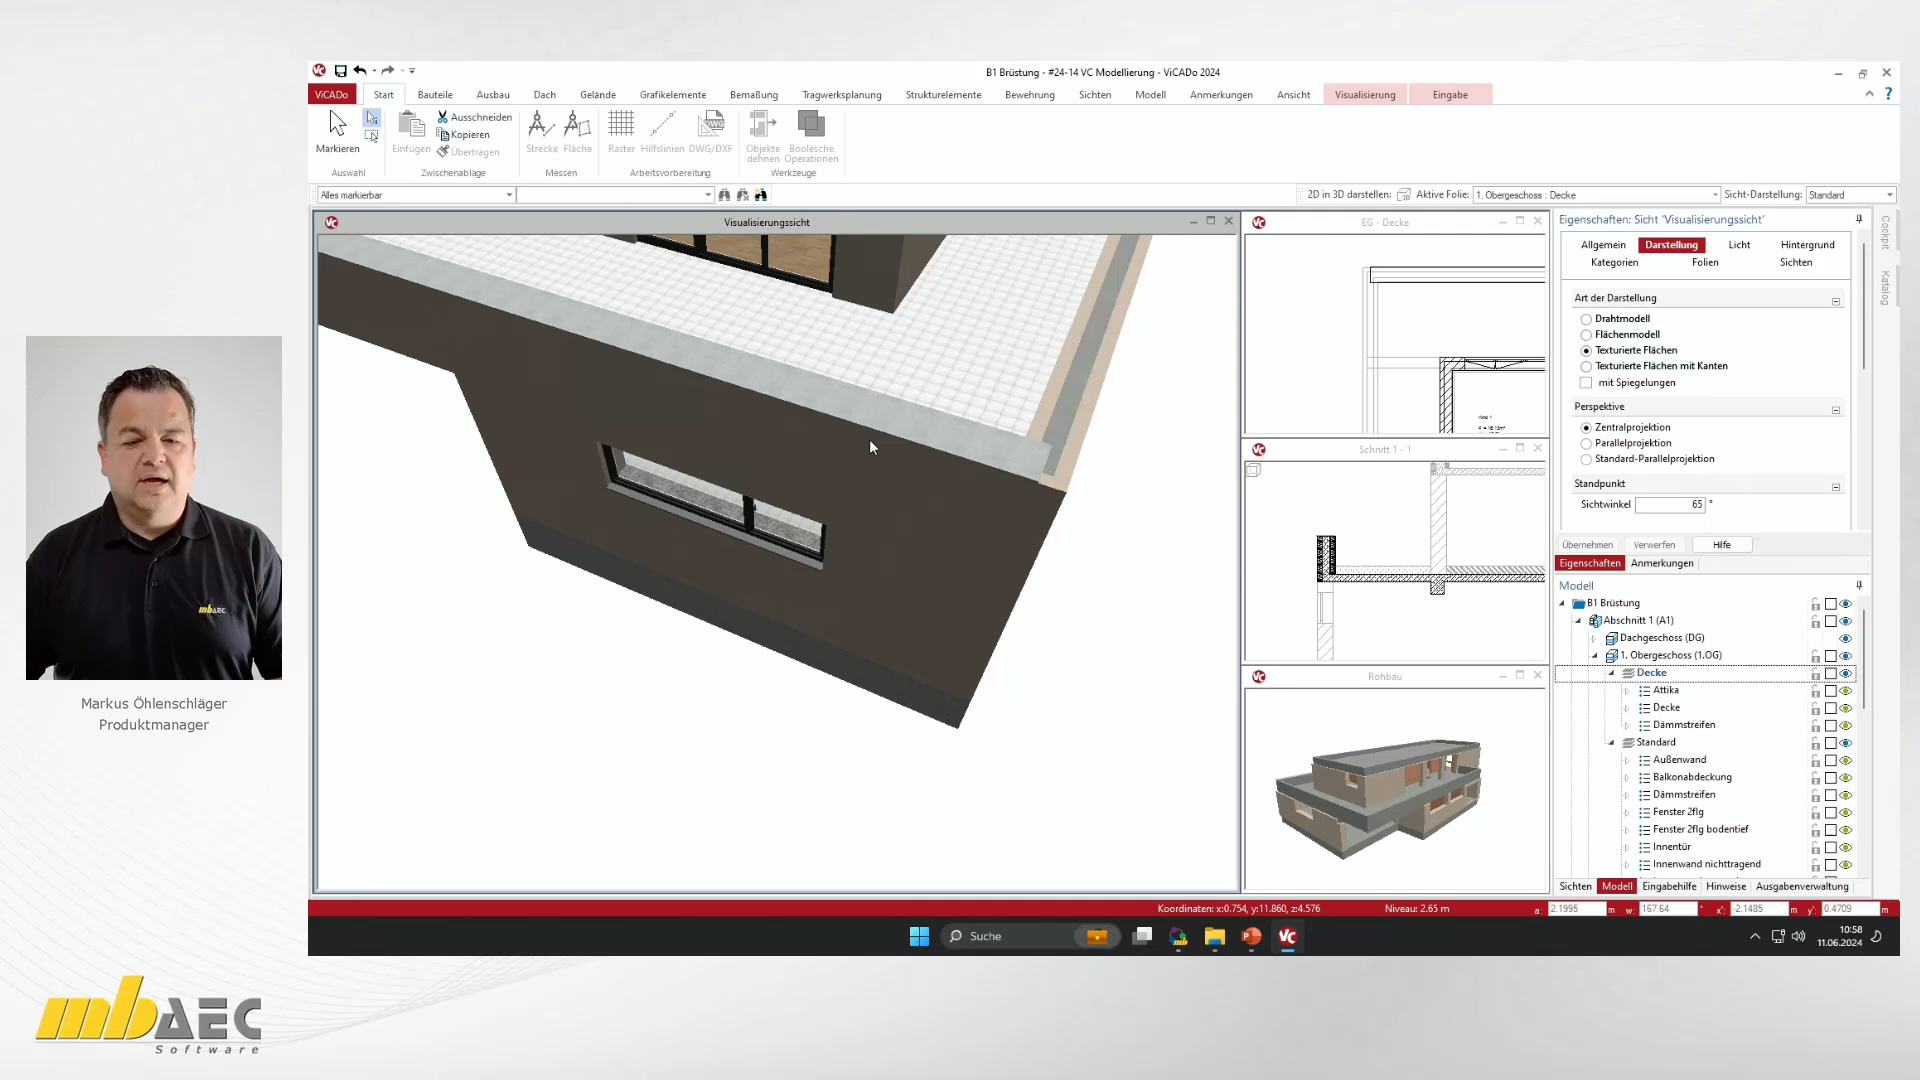 B1 Brüstung - #24-14 VC Modellierung - ViCADo 2024
ViCADo Start Bauteile Ausbau Dach Gelände Grafikelemente Bemaßung Tragwerksplanung Strukturelemente Bewehrung Sichten Modell Anmerkungen Ansicht Visualisierung Eingabe
Markieren
Einfügen
Ausschneiden
Kopieren
Übertragen
Strecke Fläche
Raster Hilfslinien DWG/DXF
Objekte dehnen
Boolesche Operationen
Auswahl Zwischenablage Messen Arbeitsvorbereitung Werkzeuge
Alles markierbar
2D in 3D darstellen: Aktive Folie: 1. Obergeschoss : Decke Sicht-Darstellung: Standard
Visualisierungssicht
EG - Decke
Schnitt 1 - 1
Rohbau
Eigenschaften: Sicht 'Visualisierungssicht'
Allgemein Darstellung Licht Hintergrund
Kategorien Folien Sichten
Art der Darstellung
Drahtmodell
Flächenmodell
Texturierte Flächen
Texturierte Flächen mit Kanten
mit Spiegelungen
Perspektive
Zentralprojektion
Parallelprojektion
Standard-Parallelprojektion
Standpunkt
Sichtwinkel 65 °
Übernehmen Verwerfen Hilfe
Eigenschaften Anmerkungen
Cockpit
Katalog
Modell
B1 Brüstung
Abschnitt 1 (A1)
Dachgeschoss (DG)
1. Obergeschoss (1.OG)
Decke
Attika
Decke
Dämmstreifen
Standard
Außenwand
Balkonabdeckung
Dämmstreifen
Fenster 2flg
Fenster 2flg bodentief
Innentür
Innenwand nichttragend
Sichten Modell Eingabehilfe Hinweise Ausgabenverwaltung
Koordinaten: x:0.754, y:11.860, z:4.576 Niveau: 2.65 m a: 2.1995 m w: 167.64 ° x': -2.1485 m y': 0.4709 m
Suche
10:58
11.06.2024
mbAEC
Markus Öhlenschläger
Produktmanager
mbAEC
Software